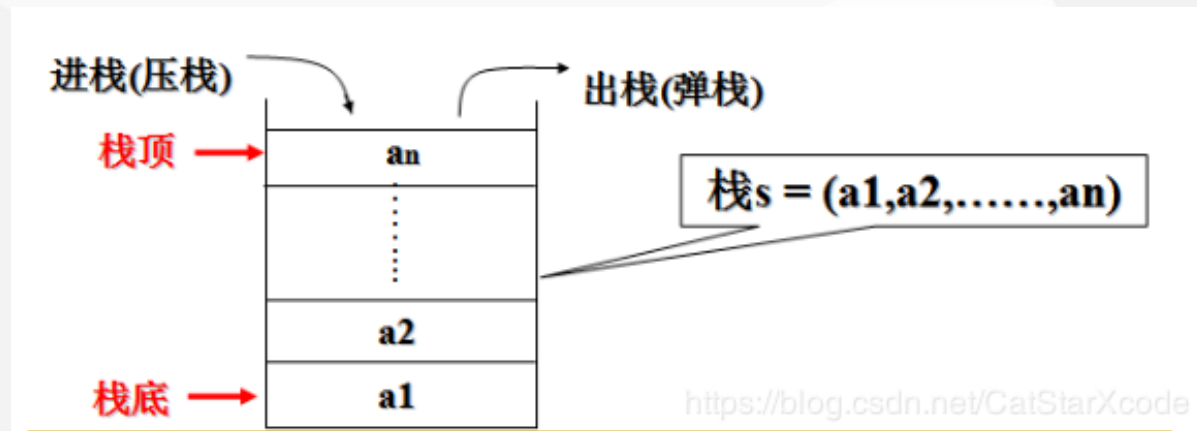 进栈(压栈)
出栈(弹栈)
栈顶
an
栈s = (a1,a2,……,an)
a2
栈底
a1
https://blog.csdn.net/CatStarXcode